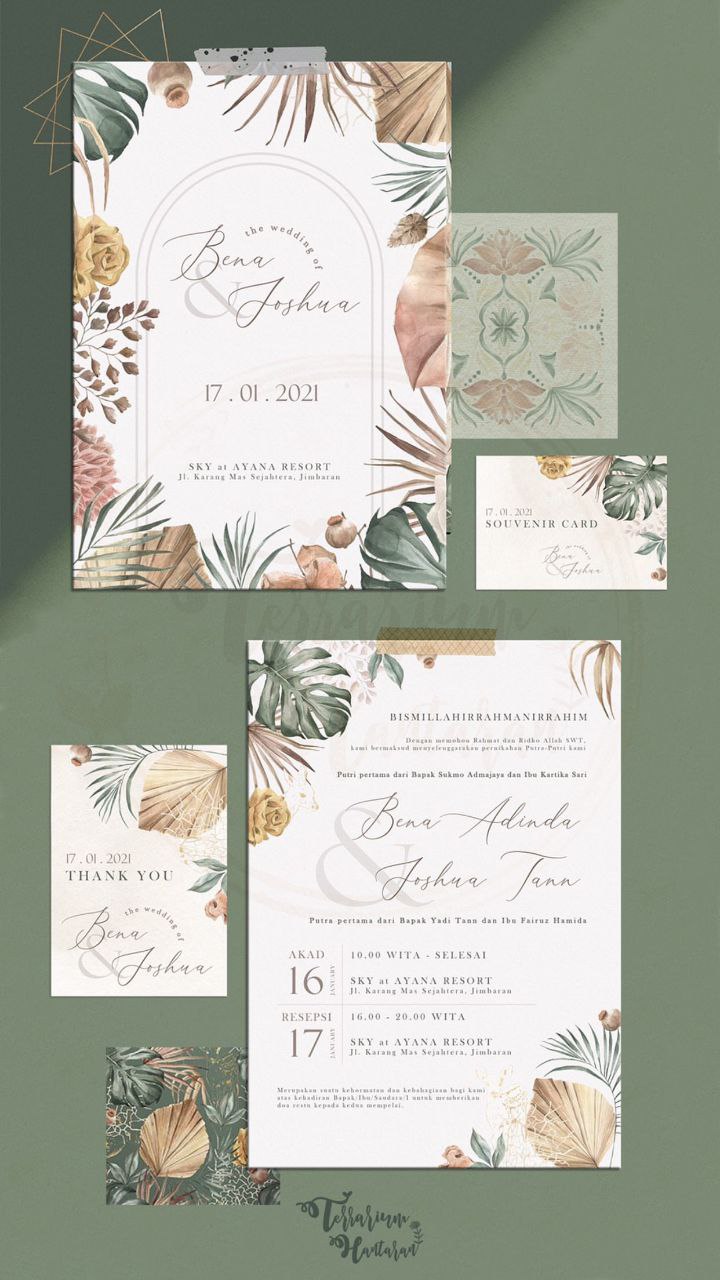 the wedding of
Bena
& Joshua
17 . 01 . 2021
SKY at AYANA RESORT
Jl. Karang Mas Sejahtera, Jimbaran
17 . 01 . 2021
SOUVENIR CARD
the wedding of
Bena
& Joshua
Terrarium
Hantaran
BISMILLAHIRRAHMANIRRAHIM
Dengan memohon Rahmat dan Ridho Allah SWT,
kami bermaksud menyelenggarakan pernikahan Putra-Putri kami
Putri pertama dari Bapak Sukmo Admajaya dan Ibu Kartika Sari
Bena Adinda
& Joshua Tann
Putra pertama dari Bapak Yadi Tann dan Ibu Fairuz Hamida
AKAD
16 JANUARY
10.00 WITA - SELESAI
SKY at AYANA RESORT
Jl. Karang Mas Sejahtera, Jimbaran
RESEPSI
17 JANUARY
16.00 - 20.00 WITA
SKY at AYANA RESORT
Jl. Karang Mas Sejahtera, Jimbaran
Merupakan suatu kehormatan dan kebahagiaan bagi kami
atas kehadiran Bapak/Ibu/Saudara/I untuk memberikan
doa restu kepada kedua mempelai.
17 . 01 . 2021
THANK YOU
the wedding of
Bena
& Joshua
Terrarium
Hantaran